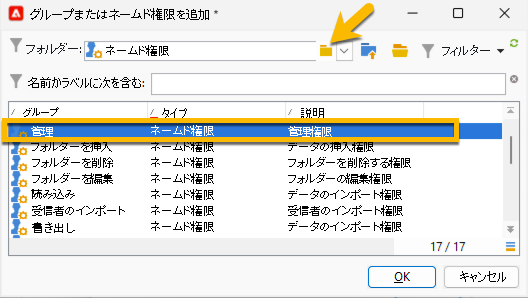 グループまたはネームド権限を追加 *
フォルダー: ネームド権限 フィルター
名前かラベルに次を含む:
グループ タイプ 説明
管理 ネームド権限 管理権限
フォルダーを挿入 ネームド権限 データの挿入権限
フォルダーを削除 ネームド権限 フォルダーを削除する権限
フォルダーを編集 ネームド権限 フォルダーの編集権限
読み込み ネームド権限 データのインポート権限
受信者のインポート ネームド権限 受信者のインポート権限
書き出し ネームド権限 データのインポート権限
17 / 17
OK キャンセル